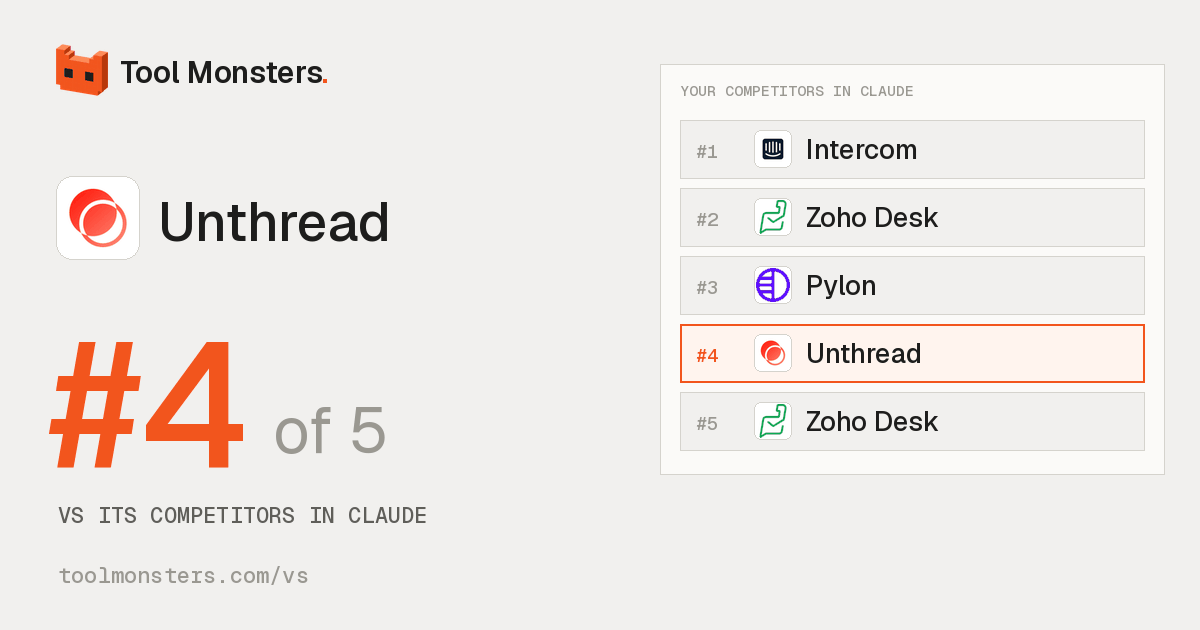 Tool Monsters.
Unthread
#4 of 5
VS ITS COMPETITORS IN CLAUDE
toolmonsters.com/vs
YOUR COMPETITORS IN CLAUDE
#1 Intercom
#2 Zoho Desk
#3 Pylon
#4 Unthread
#5 Zoho Desk